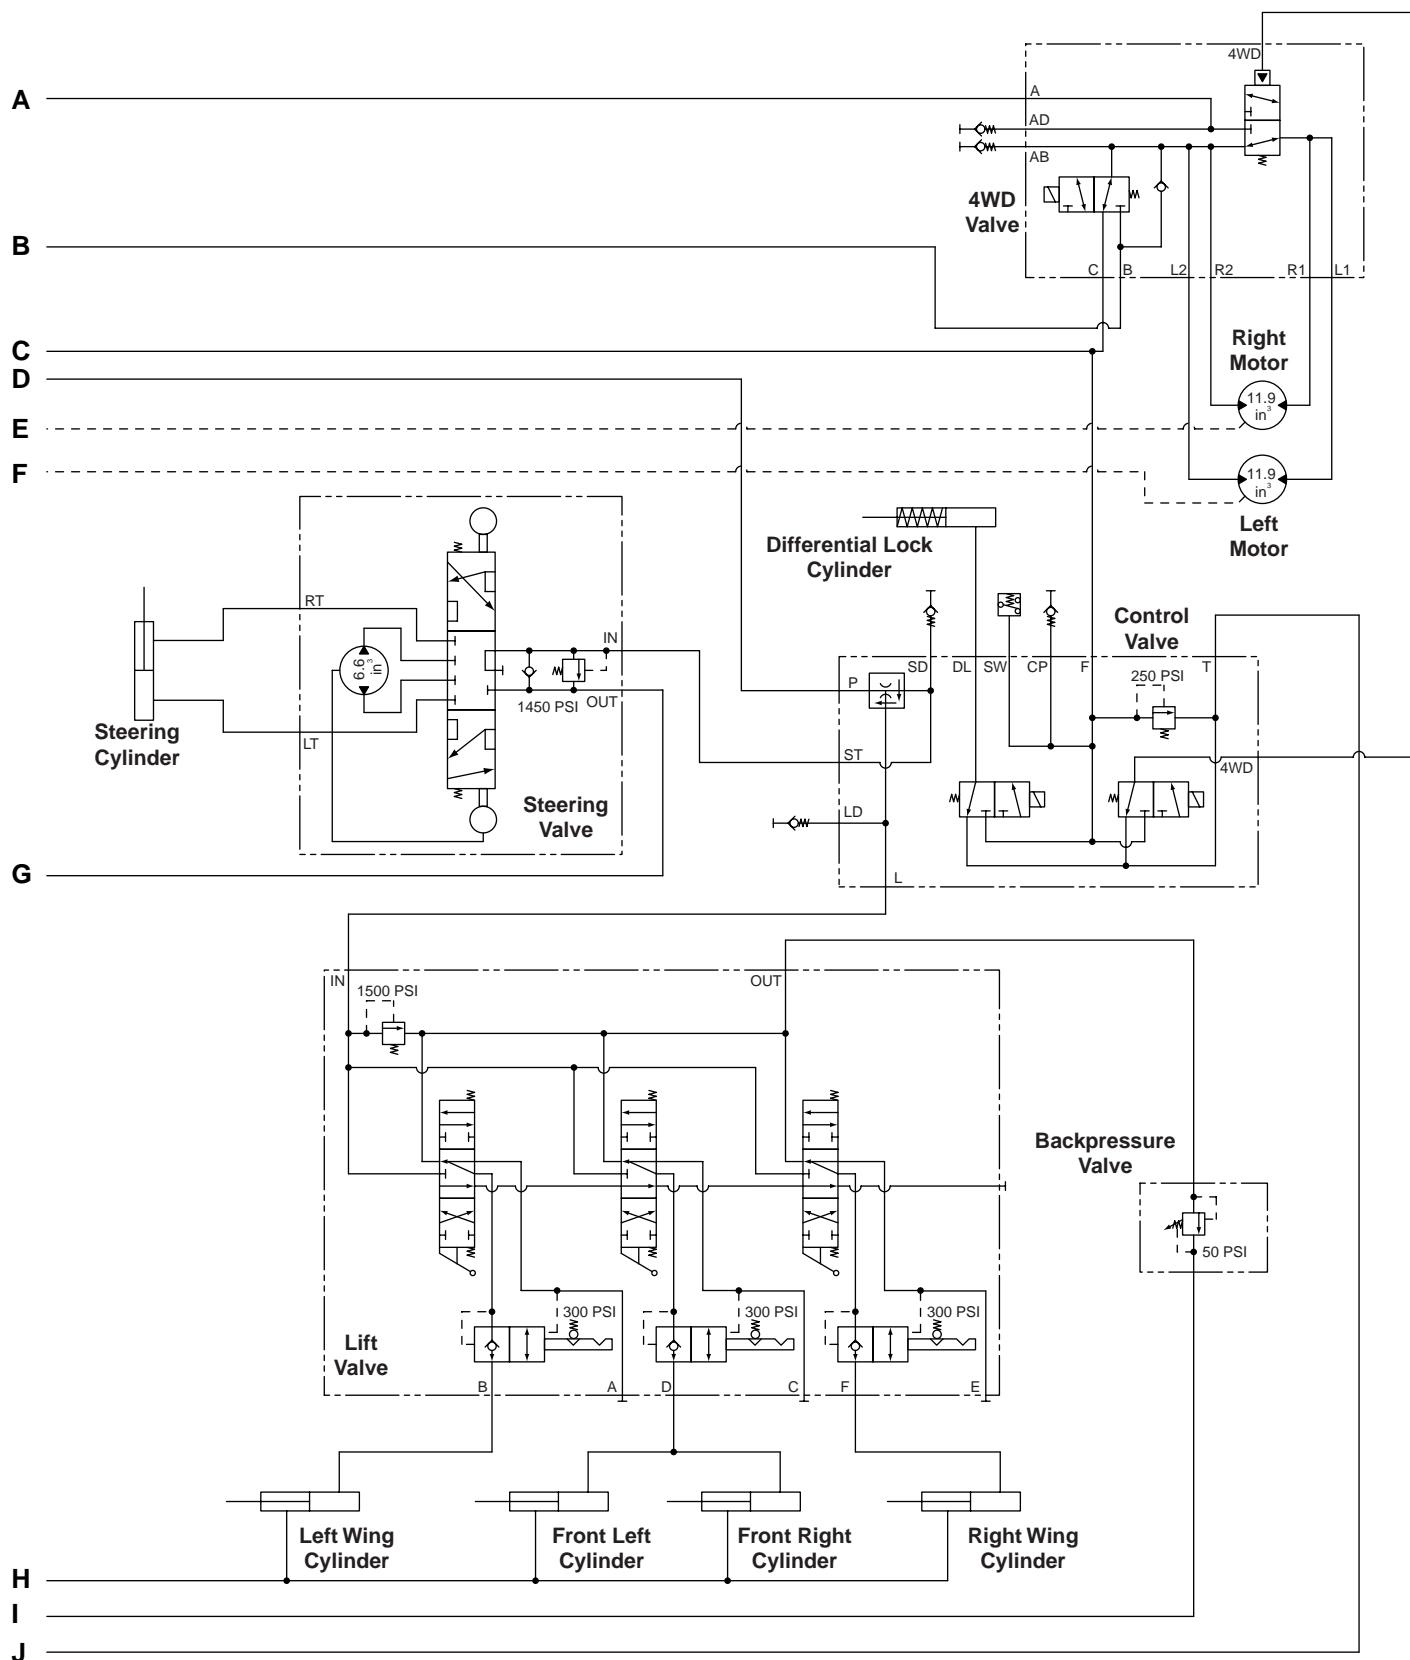 4WD
A
A
AD
AB
4WD
Valve
B
C
B
L2
R2
R1
L1
C
D
Right
Motor
11.9
in³
E
F
11.9
in³
Left
Motor
Differential Lock
Cylinder
RT
IN
6.6
in³
1450 PSI
OUT
LT
Steering
Cylinder
Steering
Valve
Control
Valve
SD
DL
SW
CP
F
T
P
250 PSI
ST
4WD
LD
L
G
IN
OUT
1500 PSI
Backpressure
Valve
50 PSI
300 PSI
300 PSI
300 PSI
Lift
Valve
B
A
D
C
F
E
Left Wing
Cylinder
Front Left
Cylinder
Front Right
Cylinder
Right Wing
Cylinder
H
I
J